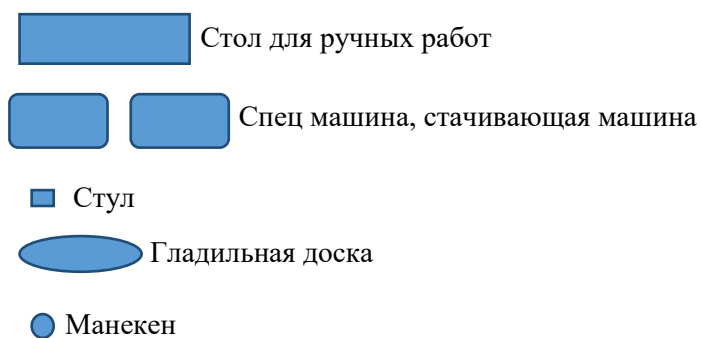 Стол для ручных работ
Спец машина, стачивающая машина
Стул
Гладильная доска
Манекен